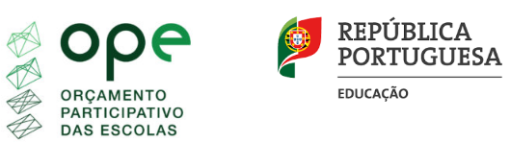 ope
ORÇAMENTO
PARTICIPATIVO
DAS ESCOLAS
REPÚBLICA
PORTUGUESA
EDUCAÇÃO